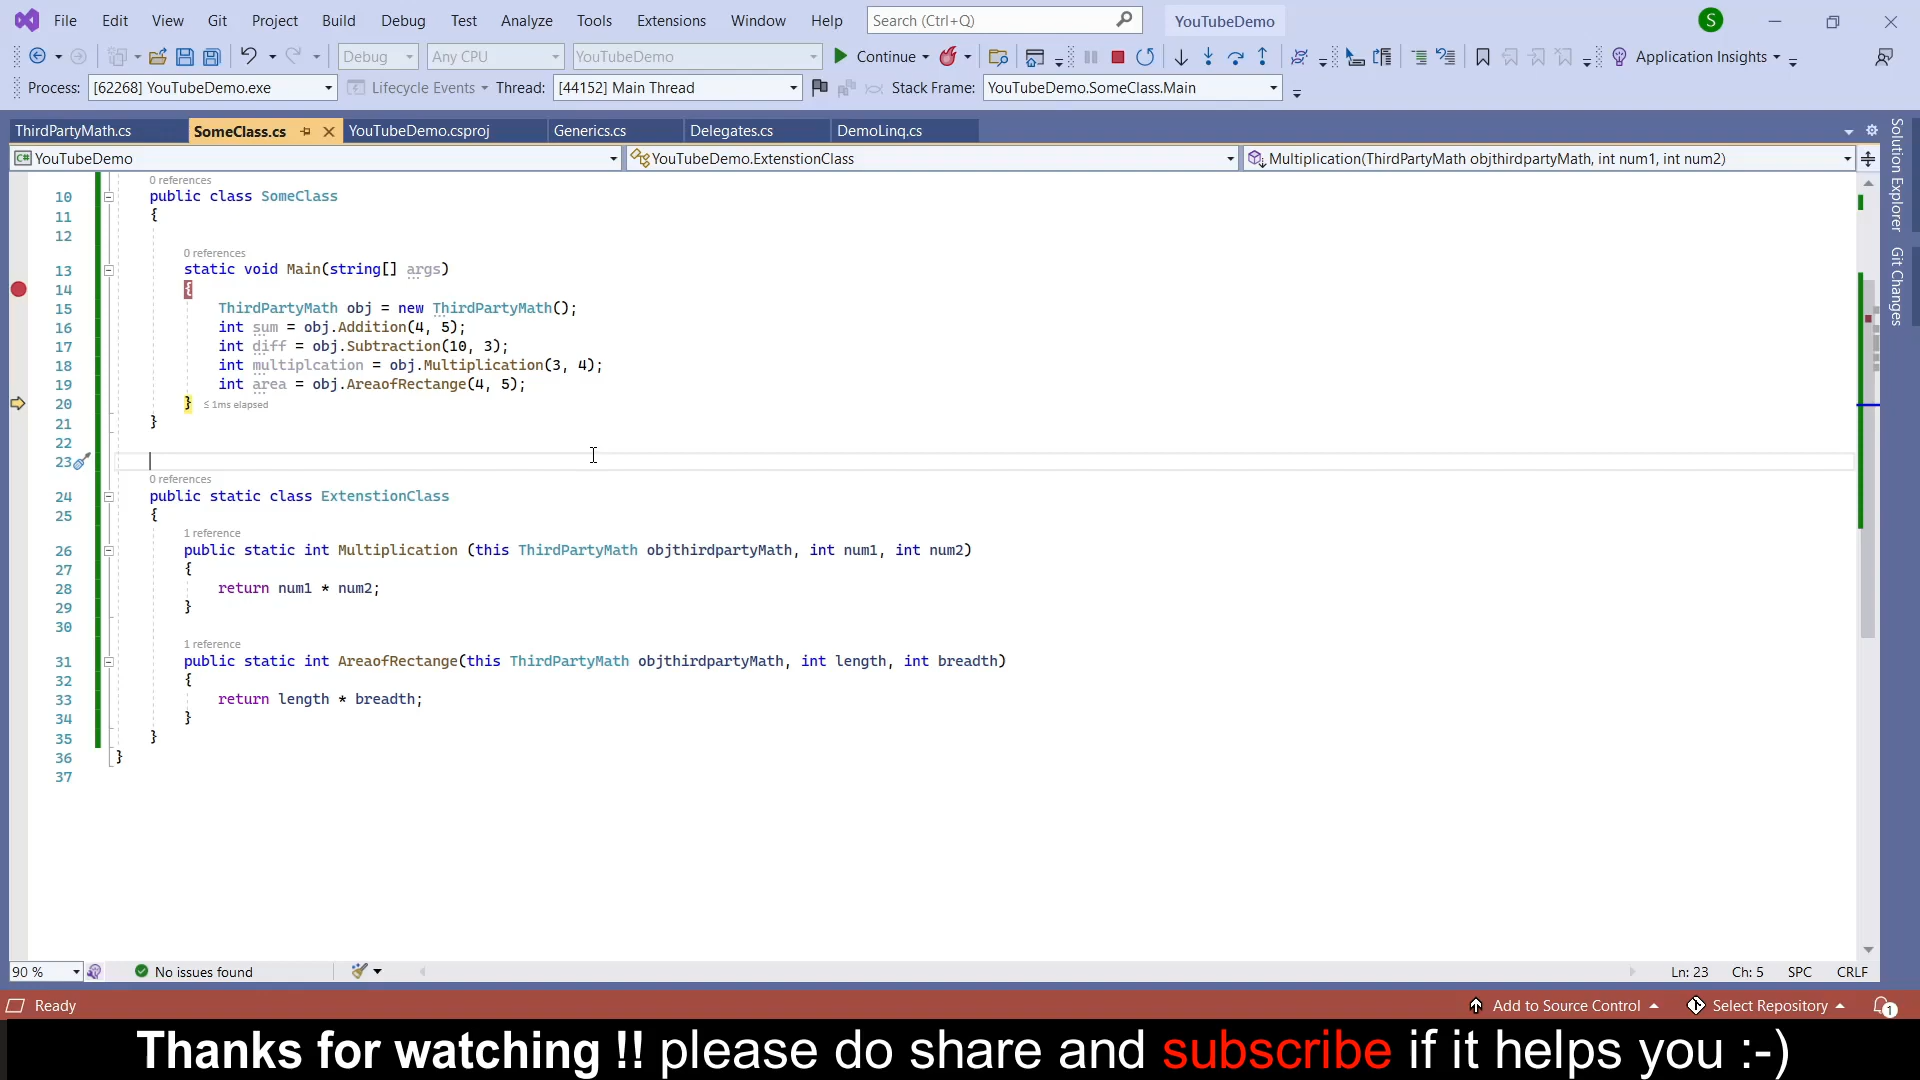 File Edit View Git Project Build Debug Test Analyze Tools Extensions Window Help Search (Ctrl+Q) YouTubeDemo S
Debug Any CPU YouTubeDemo Continue Application Insights
Process: [62268] YouTubeDemo.exe Lifecycle Events Thread: [44152] Main Thread Stack Frame: YouTubeDemo.SomeClass.Main
ThirdPartyMath.cs SomeClass.cs YouTubeDemo.csproj Generics.cs Delegates.cs DemoLinq.cs
C# YouTubeDemo YouTubeDemo.ExtenstionClass Multiplication(ThirdPartyMath objthirdpartyMath, int num1, int num2)
Solution Explorer
Git Changes
0 references
10 public class SomeClass
11 {
12
0 references
13 static void Main(string[] args)
14 {
15 ThirdPartyMath obj = new ThirdPartyMath();
16 int sum = obj.Addition(4, 5);
17 int diff = obj.Subtraction(10, 3);
18 int multiplcation = obj.Multiplication(3, 4);
19 int area = obj.AreaofRectange(4, 5);
20 } ≤ 1ms elapsed
21 }
22
23
0 references
24 public static class ExtenstionClass
25 {
1 reference
26 public static int Multiplication (this ThirdPartyMath objthirdpartyMath, int num1, int num2)
27 {
28 return num1 * num2;
29 }
30
1 reference
31 public static int AreaofRectange(this ThirdPartyMath objthirdpartyMath, int length, int breadth)
32 {
33 return length * breadth;
34 }
35 }
36 }
37
90 % No issues found Ln: 23 Ch: 5 SPC CRLF
Ready Add to Source Control Select Repository 1
Thanks for watching !! please do share and subscribe if it helps you :-)